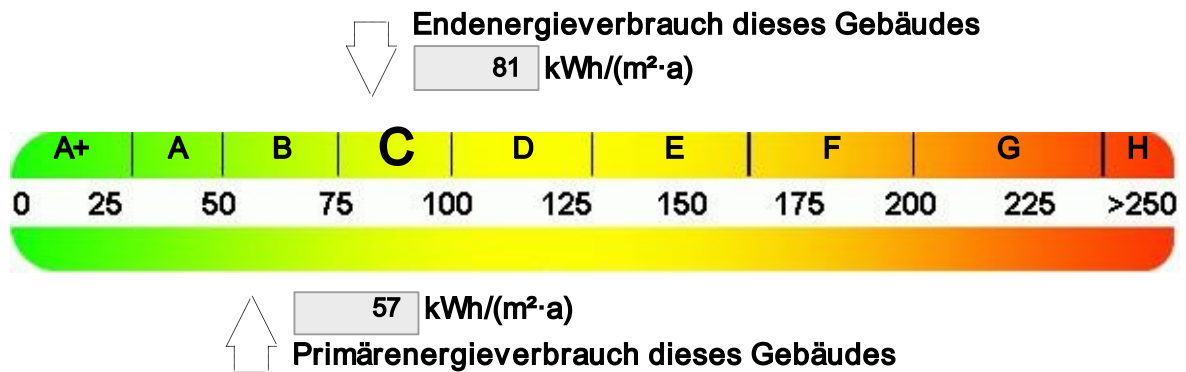 Endenergieverbrauch dieses Gebäudes
81 kWh/(m²·a)
A+ A B C D E F G H
0 25 50 75 100 125 150 175 200 225 >250
57 kWh/(m²·a)
Primärenergieverbrauch dieses Gebäudes